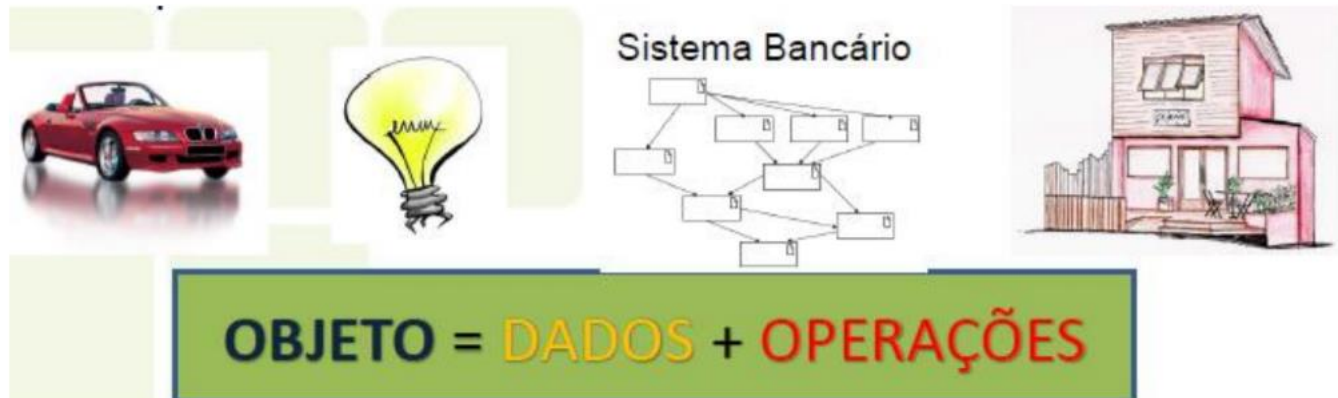 Sistema Bancário
OBJETO = DADOS + OPERAÇÕES